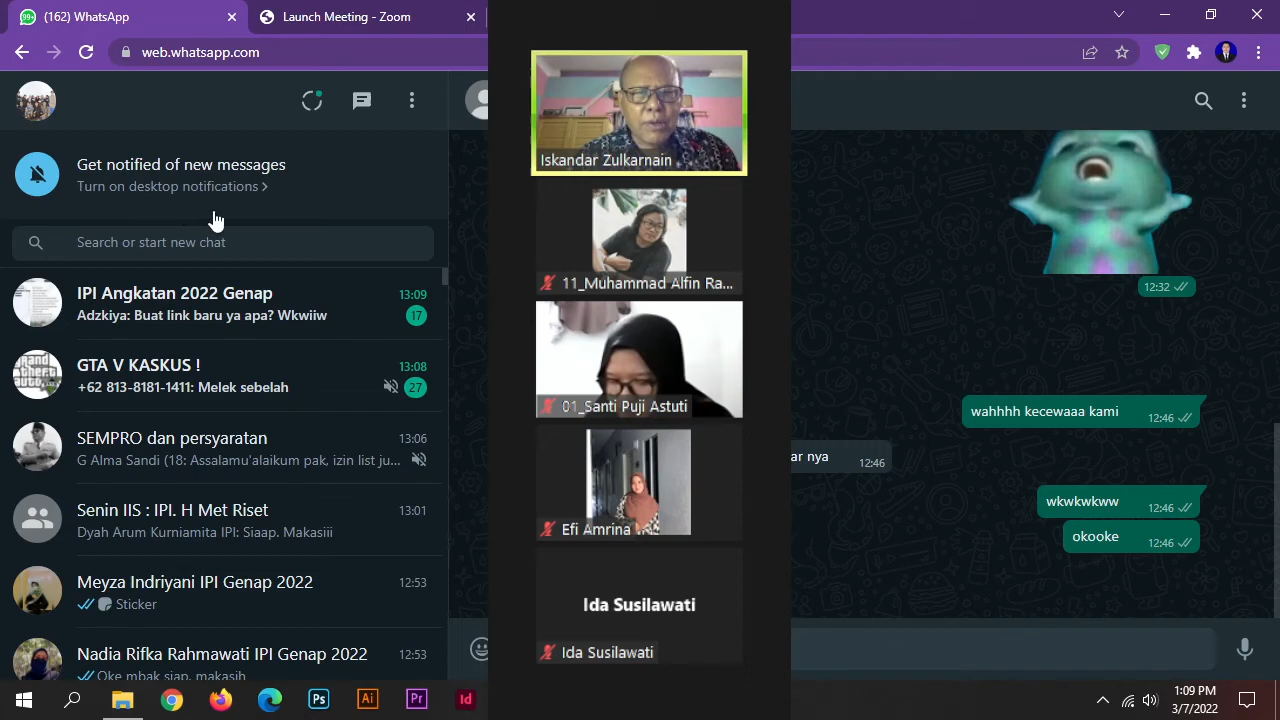 (162) WhatsApp
Launch Meeting - Zoom
web.whatsapp.com
Get notified of new messages
Turn on desktop notifications >
Search or start new chat
IPI Angkatan 2022 Genap 13:09
Adzkiya: Buat link baru ya apa? Wkwiiw 17
GTA V KASKUS ! 13:08
+62 813-8181-1411: Melek sebelah 27
SEMPRO dan persyaratan 13:06
G Alma Sandi (18: Assalamu'alaikum pak, izin list ju...
Senin IIS : IPI. H Met Riset 13:01
Dyah Arum Kurniamita IPI: Siaap. Makasiii
Meyza Indriyani IPI Genap 2022 12:53
Sticker
Nadia Rifka Rahmawati IPI Genap 2022 12:53
Oke mbak siap, makasih
Iskandar Zulkarnain
11_Muhammad Alfin Ra...
01_Santi Puji Astuti
Efi Amrina
Ida Susilawati
Ida Susilawati
12:32
wahhhh kecewaaa kami 12:46
ar nya 12:46
wkwkwkww 12:46
okooke 12:46
Ps
Ai
Pr
Id
1:09 PM
3/7/2022